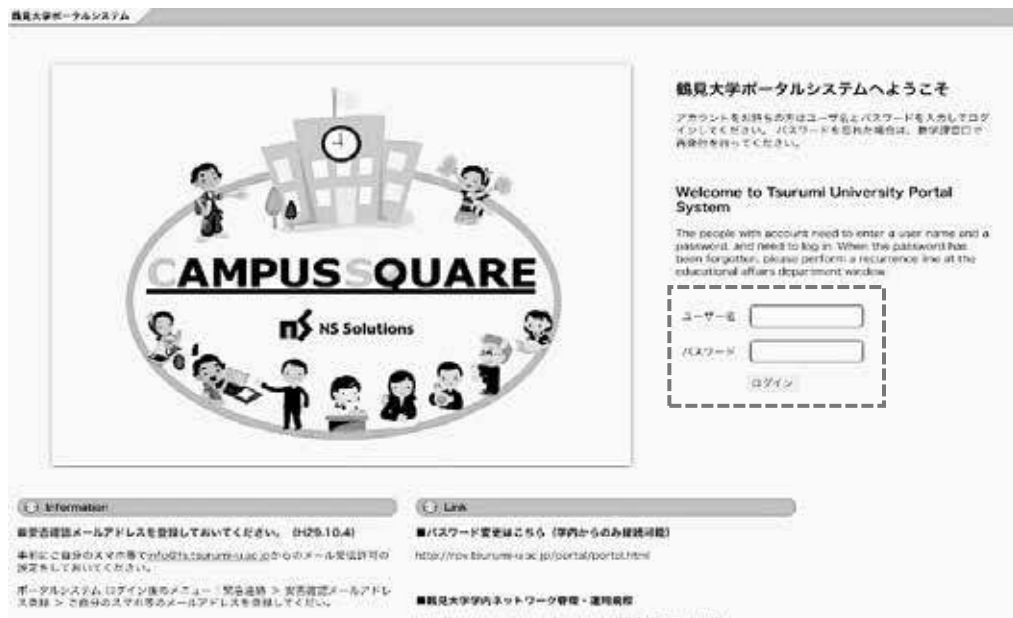 鶴見大学ポータルシステム
鶴見大学ポータルシステムへようこそ
アカウントをお持ちの方はユーザ名とパスワードを入力してログ
インしてください。 パスワードを忘れた場合は、教学課窓口で
再発行を行ってください。
Welcome to Tsurumi University Portal
System
The people with account need to enter a user name and a
password, and need to log in. When the password has
been forgotten, please perform a recurrence line at the
educational affairs department window
CAMPUSSQUARE
NS Solutions
ユーザー名
パスワード
ログイン
Information
■安否確認メールアドレスを登録しておいてください。 (H29.10.4)
事前にご自分のスマホ等でinfo@fs.tsurumi-u.ac.jpからのメール受信許可の
設定をしておいてください。
ポータルシステム ログイン後のメニュー：緊急連絡 > 安否確認メールアドレ
ス登録 > ご自分のスマホ等のメールアドレスを登録してください。
Link
■パスワード変更はこちら（学内からのみ接続可能）
■鶴見大学学内ネットワーク管理・運用規程